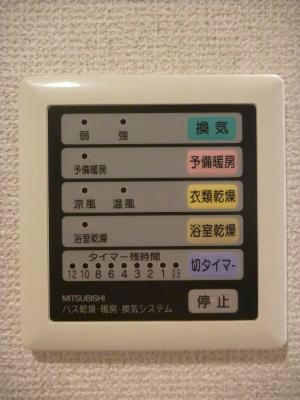 弱 強 換気
予備暖房 予備暖房
涼風 温風 衣類乾燥
浴室乾燥 浴室乾燥
タイマー残時間
12 10 8 6 4 3 2 1 0.5 切タイマー
MITSUBISHI
バス乾燥・暖房・換気システム 停止